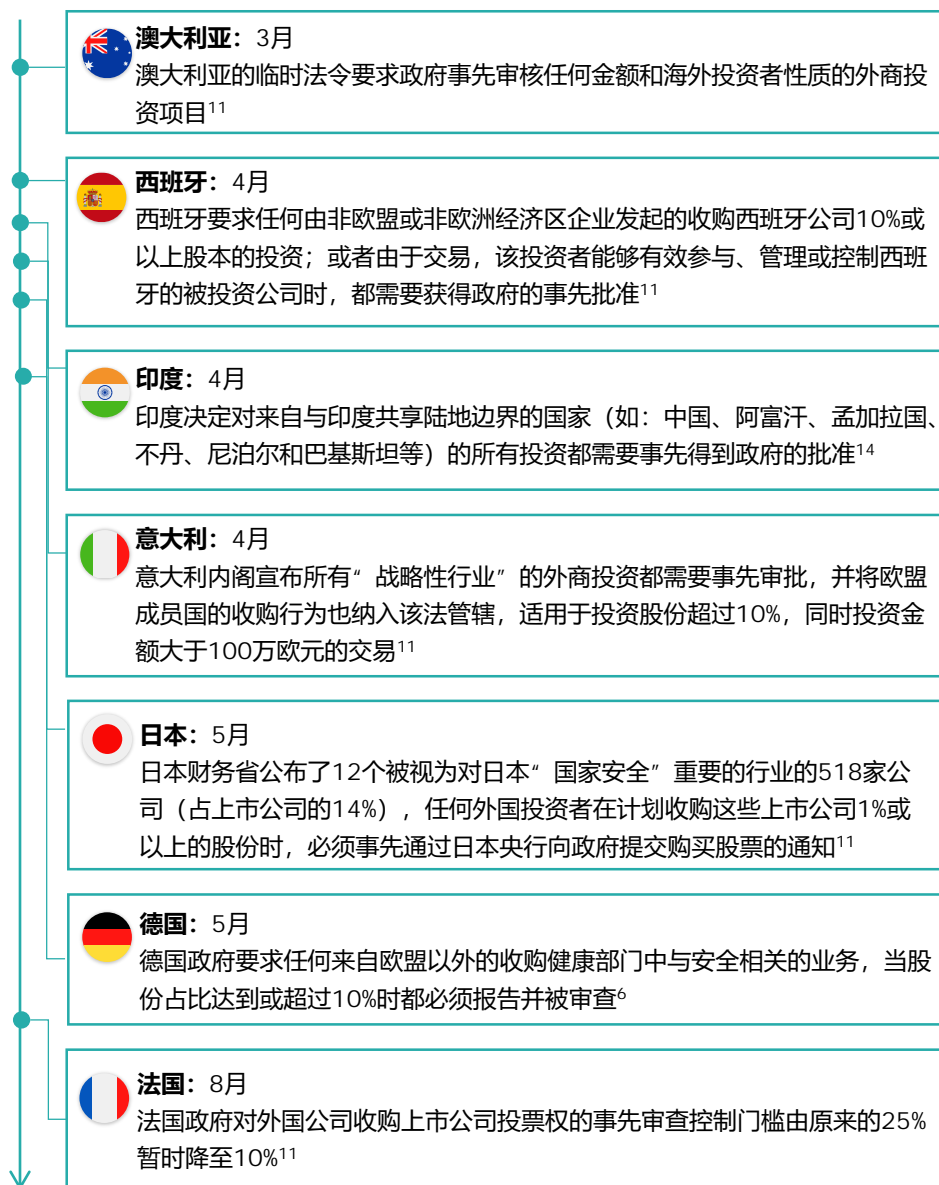 澳大利亚：3月
澳大利亚的临时法令要求政府事先审核任何金额和海外投资者性质的外商投
资项目11
西班牙：4月
西班牙要求任何由非欧盟或非欧洲经济区企业发起的收购西班牙公司10%或
以上股本的投资；或者由于交易，该投资者能够有效参与、管理或控制西班
牙的被投资公司时，都需要获得政府的事先批准11
印度：4月
印度决定对来自与印度共享陆地边界的国家（如：中国、阿富汗、孟加拉国、
不丹、尼泊尔和巴基斯坦等）的所有投资都需要事先得到政府的批准14
意大利：4月
意大利内阁宣布所有“战略性行业”的外商投资都需要事先审批，并将欧盟
成员国的收购行为也纳入该法管辖，适用于投资股份超过10%，同时投资金
额大于100万欧元的交易11
日本：5月
日本财务省公布了12个被视为对日本“国家安全”重要的行业的518家公
司（占上市公司的14%），任何外国投资者在计划收购这些上市公司1%或
以上的股份时，必须事先通过日本央行向政府提交购买股票的通知11
德国：5月
德国政府要求任何来自欧盟以外的收购健康部门中与安全相关的业务，当股
份占比达到或超过10%时都必须报告并被审查6
法国：8月
法国政府对外国公司收购上市公司投票权的事先审查控制门槛由原来的25%
暂时降至10%11